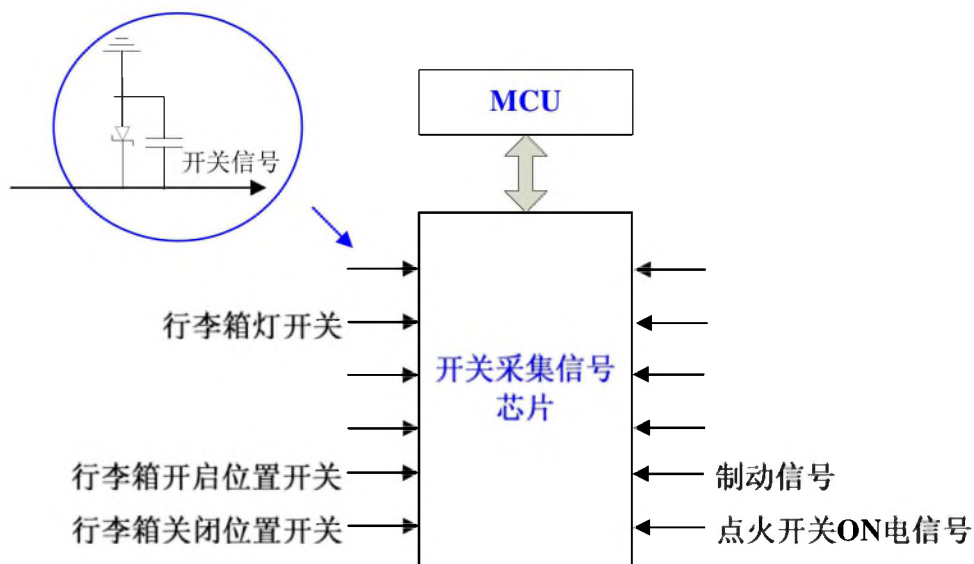 MCU
开关信号
行李箱灯开关
开关采集信号
芯片
行李箱开启位置开关
制动信号
行李箱关闭位置开关
点火开关ON电信号